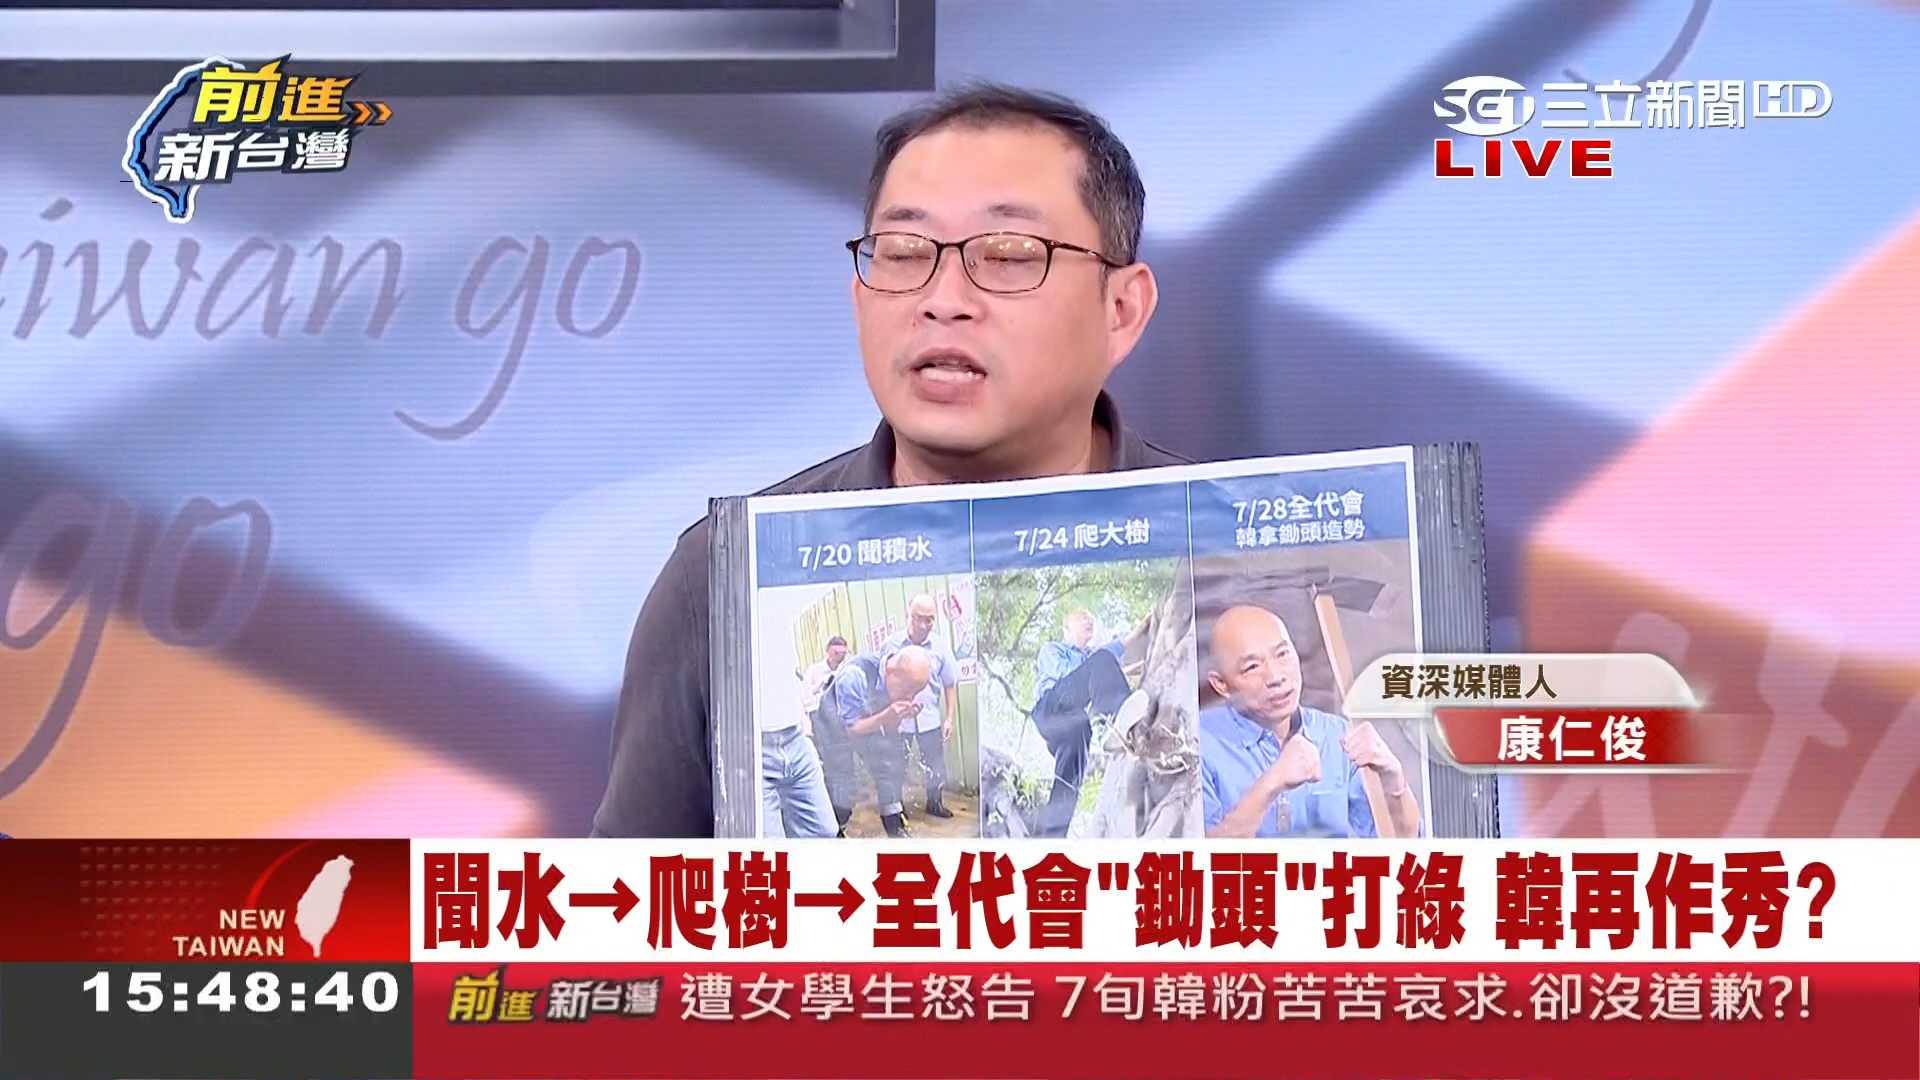 前進
新台灣
SET三立新聞HD
LIVE
aiwan go
go
7/20 聞積水
7/24 爬大樹
7/28全代會
韓拿鋤頭造勢
資深媒體人
康仁俊
NEW
TAIWAN
聞水→爬樹→全代會"鋤頭"打綠 韓再作秀?
15:48:40
前進新台灣 遭女學生怒告 7旬韓粉苦苦哀求.卻沒道歉?!